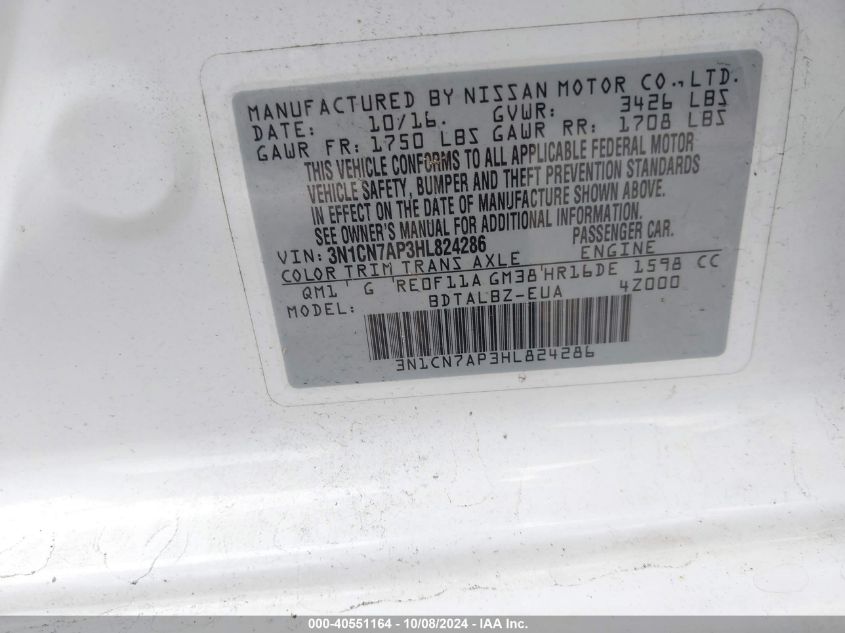 MANUFACTURED BY NISSAN MOTOR CO.,LTD.
DATE: 10/16. GVWR: 3426 LBS
GAWR FR: 1750 LBS GAWR RR: 1708 LBS
THIS VEHICLE CONFORMS TO ALL APPLICABLE FEDERAL MOTOR
VEHICLE SAFETY, BUMPER AND THEFT PREVENTION STANDARDS
IN EFFECT ON THE DATE OF MANUFACTURE SHOWN ABOVE.
SEE OWNER'S MANUAL FOR ADDITIONAL INFORMATION.
VIN: 3N1CN7AP3HL824286 PASSENGER CAR.
COLOR TRIM TRANS AXLE ENGINE
QM1 G RE0F11A GM38 HR16DE 1598 CC
MODEL: BDTALBZ-EUA 4Z000
3N1CN7AP3HL824286
000-40551164 - 10/08/2024 - IAA Inc.